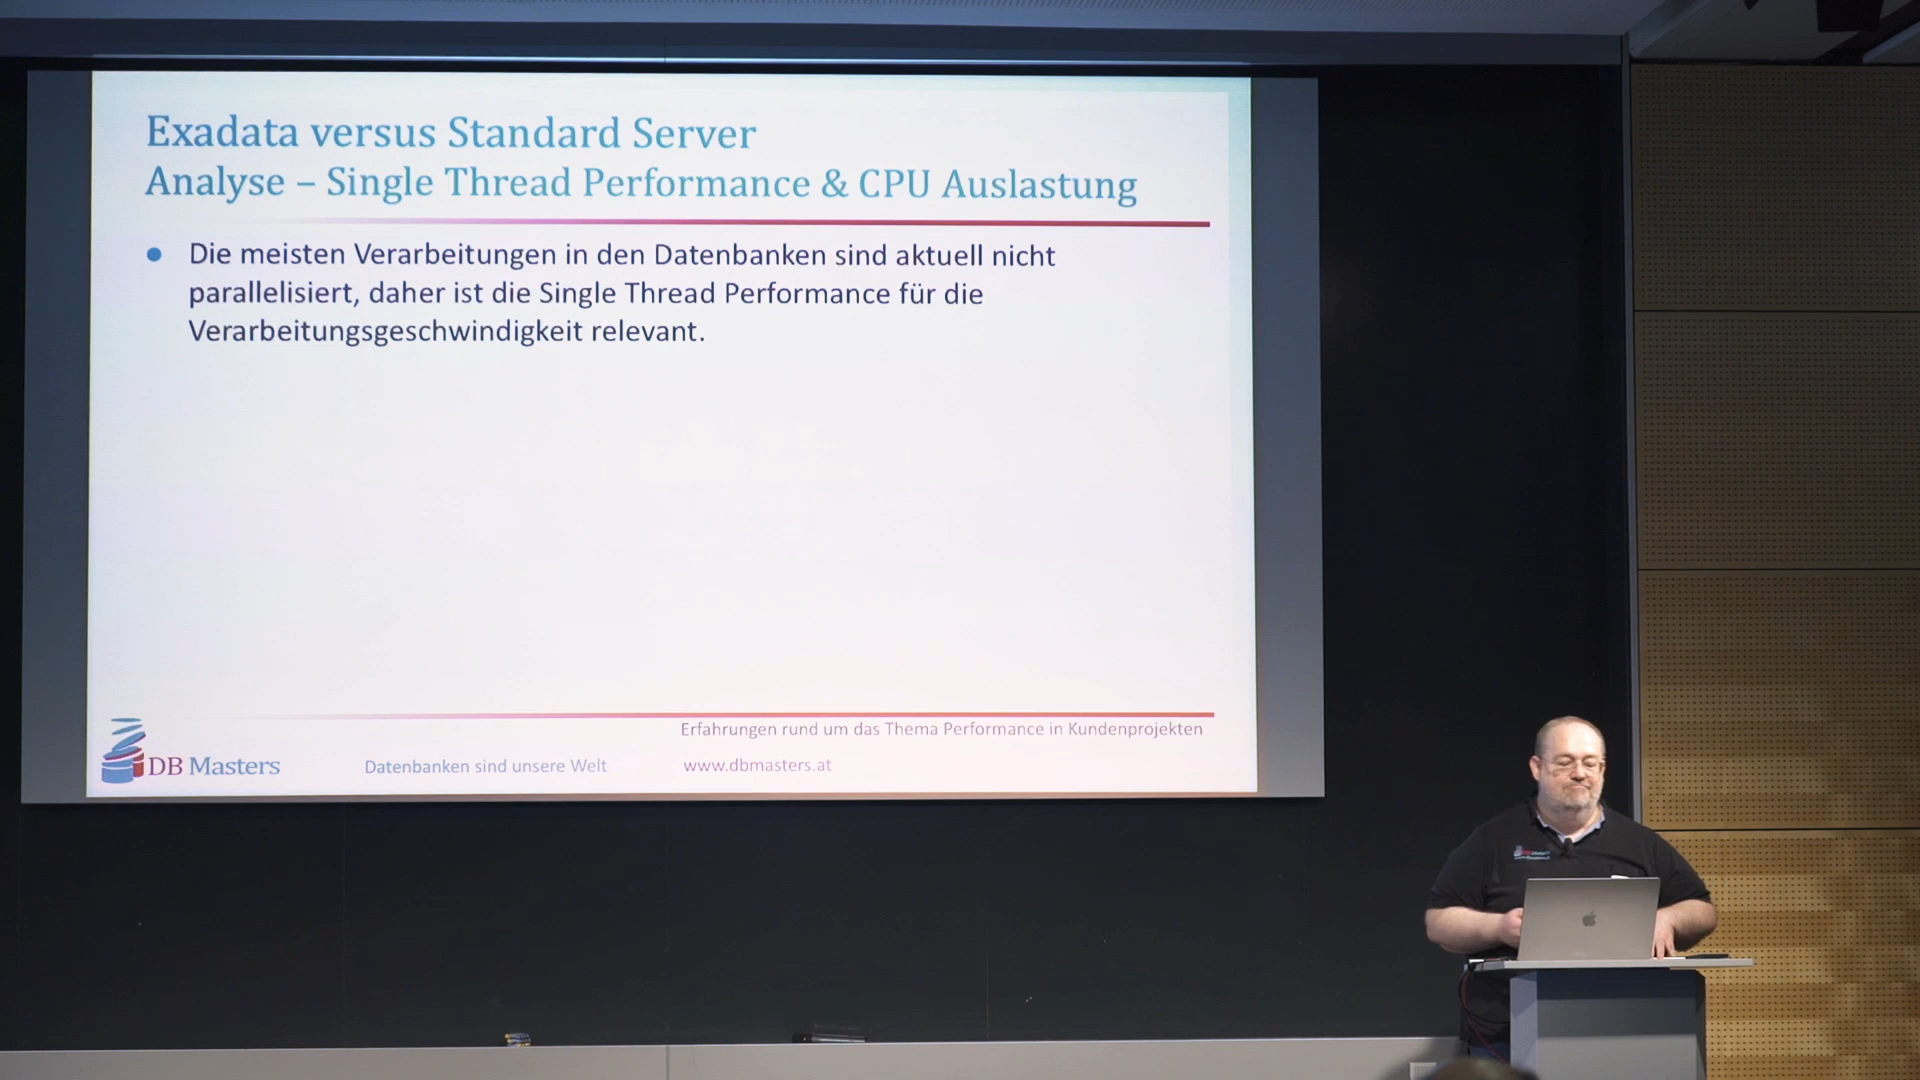 Exadata versus Standard Server
Analyse – Single Thread Performance & CPU Auslastung
Die meisten Verarbeitungen in den Datenbanken sind aktuell nicht
parallelisiert, daher ist die Single Thread Performance für die
Verarbeitungsgeschwindigkeit relevant.
Erfahrungen rund um das Thema Performance in Kundenprojekten
DB Masters
Datenbanken sind unsere Welt
www.dbmasters.at